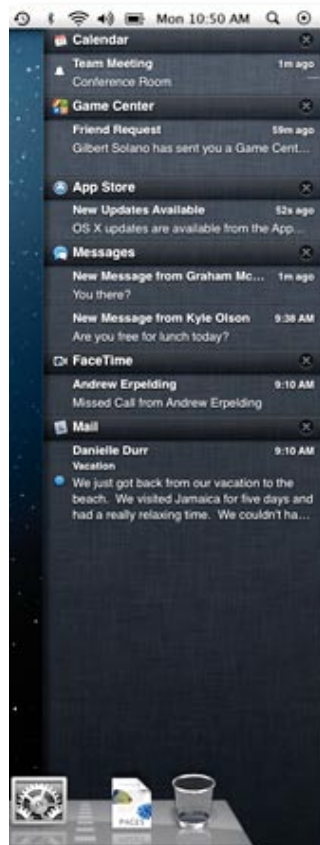 Mon 10:50 AM
Calendar
Team Meeting 1m ago
Conference Room
Game Center
Friend Request 59m ago
Gilbert Solano has sent you a Game Cent...
App Store
New Updates Available 52s ago
OS X updates are available from the App...
Messages
New Message from Graham Mc... 1m ago
You there?
New Message from Kyle Olson 9:38 AM
Are you free for lunch today?
FaceTime
Andrew Erpelding 9:10 AM
Missed Call from Andrew Erpelding
Mail
Danielle Durr 9:10 AM
Vacation
We just got back from our vacation to the
beach. We visited Jamaica for five days and
had a really relaxing time. We couldn't ha...
PAGES